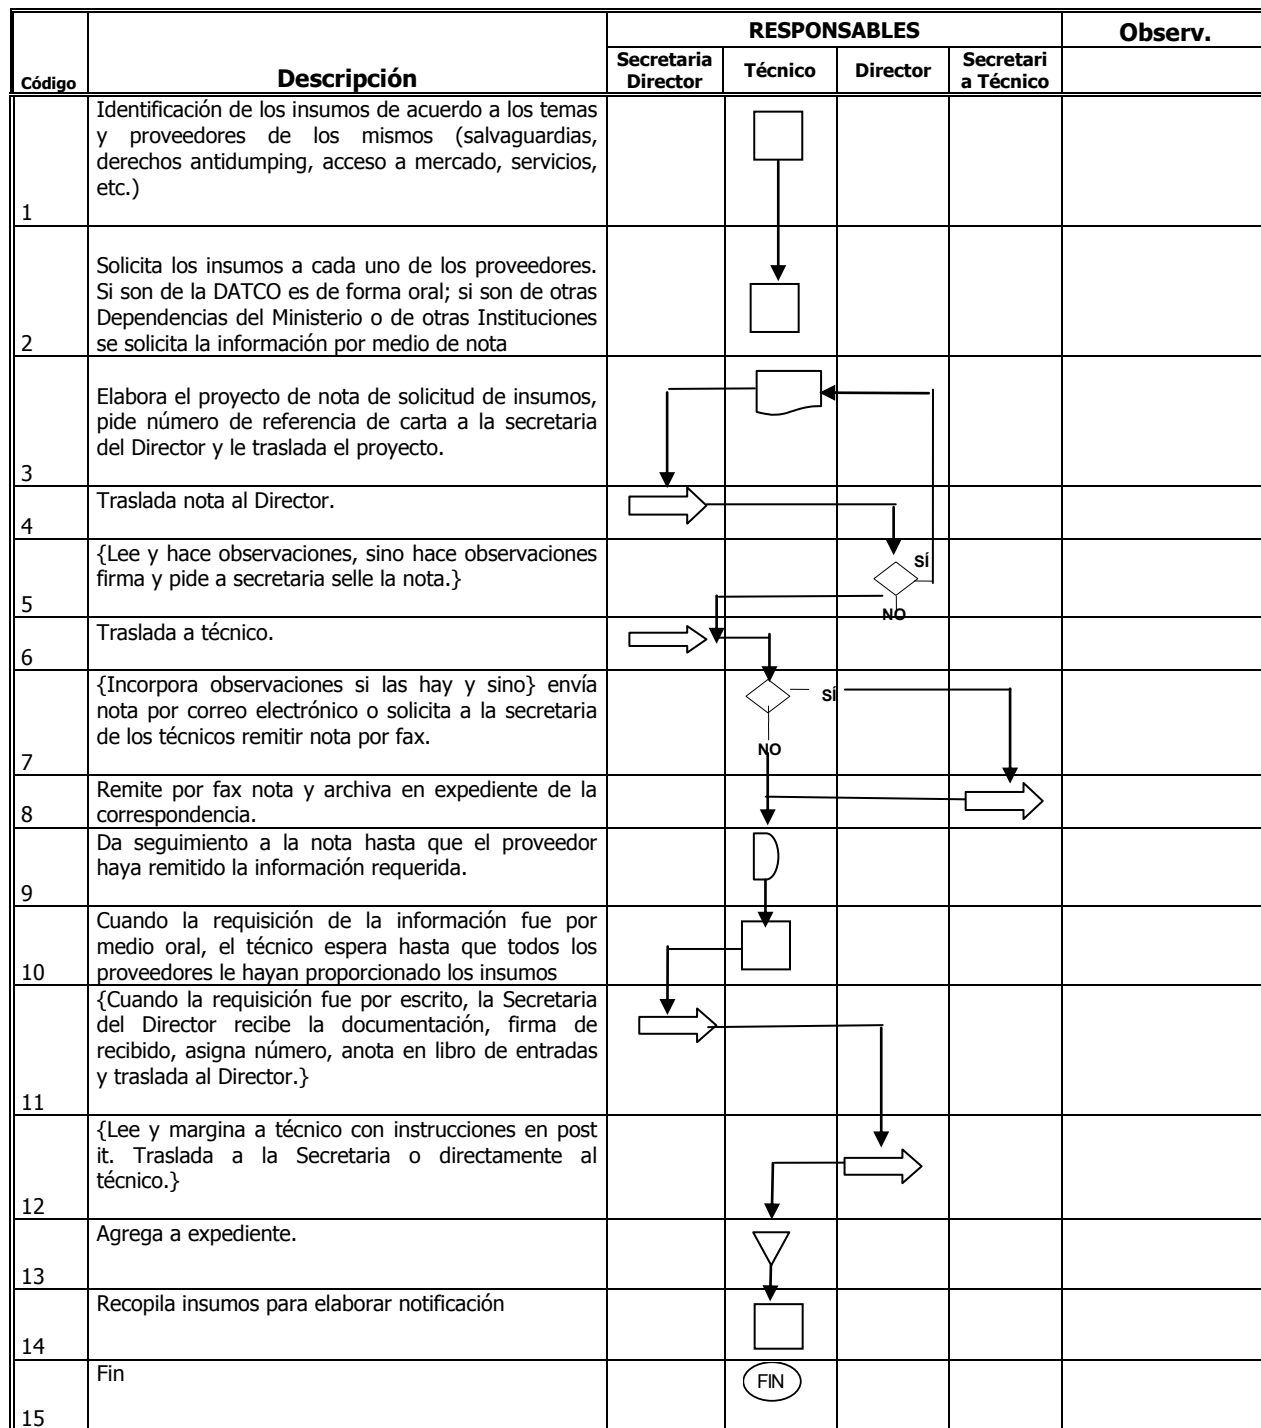 RESPONSABLES
Observ.
Código
Descripción
Secretaria
Director
Técnico
Director
Secretari
a Técnico
Identificación de los insumos de acuerdo a los temas
y proveedores de los mismos (salvaguardias,
derechos antidumping, acceso a mercado, servicios,
etc.)
1
Solicita los insumos a cada uno de los proveedores.
Si son de la DATCO es de forma oral; si son de otras
Dependencias del Ministerio o de otras Instituciones
se solicita la información por medio de nota
2
Elabora el proyecto de nota de solicitud de insumos,
pide número de referencia de carta a la secretaria
del Director y le traslada el proyecto.
3
Traslada nota al Director.
4
{Lee y hace observaciones, sino hace observaciones
firma y pide a secretaria selle la nota.}
5
SÍ
NO
Traslada a técnico.
6
{Incorpora observaciones si las hay y sino} envía
nota por correo electrónico o solicita a la secretaria
de los técnicos remitir nota por fax.
7
SÍ
NO
Remite por fax nota y archiva en expediente de la
correspondencia.
8
Da seguimiento a la nota hasta que el proveedor
haya remitido la información requerida.
9
Cuando la requisición de la información fue por
medio oral, el técnico espera hasta que todos los
proveedores le hayan proporcionado los insumos
10
{Cuando la requisición fue por escrito, la Secretaria
del Director recibe la documentación, firma de
recibido, asigna número, anota en libro de entradas
y traslada al Director.}
11
{Lee y margina a técnico con instrucciones en post
it. Traslada a la Secretaria o directamente al
técnico.}
12
Agrega a expediente.
13
Recopila insumos para elaborar notificación
14
Fin
FIN
15